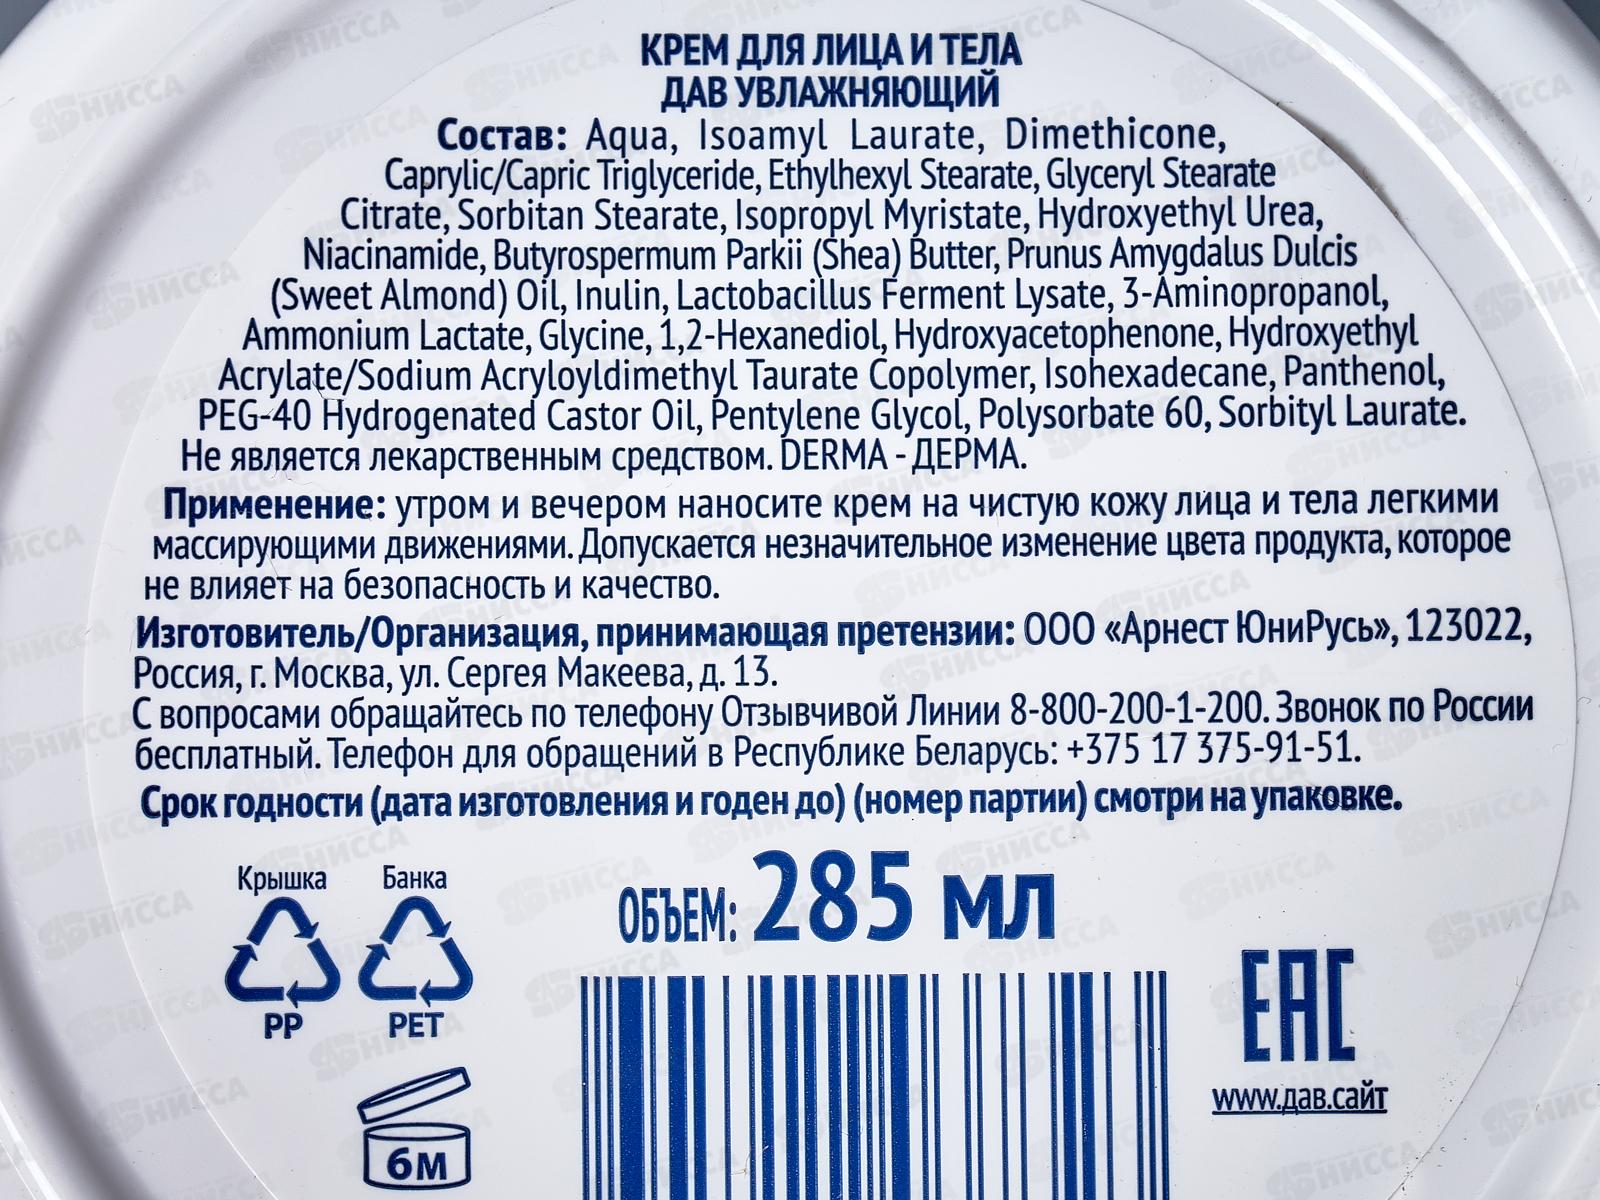 КРЕМ ДЛЯ ЛИЦА И ТЕЛА
ДАВ УВЛАЖНЯЮЩИЙ
Состав: Aqua, Isoamyl Laurate, Dimethicone,
Caprylic/Capric Triglyceride, Ethylhexyl Stearate, Glyceryl Stearate
Citrate, Sorbitan Stearate, Isopropyl Myristate, Hydroxyethyl Urea,
Niacinamide, Butyrospermum Parkii (Shea) Butter, Prunus Amygdalus Dulcis
(Sweet Almond) Oil, Inulin, Lactobacillus Ferment Lysate, 3-Aminopropanol,
Ammonium Lactate, Glycine, 1,2-Hexanediol, Hydroxyacetophenone, Hydroxyethyl
Acrylate/Sodium Acryloyldimethyl Taurate Copolymer, Isohexadecane, Panthenol,
PEG-40 Hydrogenated Castor Oil, Pentylene Glycol, Polysorbate 60, Sorbityl Laurate.
Не является лекарственным средством. DERMA - ДЕРМА.
Применение: утром и вечером наносите крем на чистую кожу лица и тела легкими
массирующими движениями. Допускается незначительное изменение цвета продукта, которое
не влияет на безопасность и качество.
Изготовитель/Организация, принимающая претензии: ООО «Арнест ЮниРусь», 123022,
Россия, г. Москва, ул. Сергея Макеева, д. 13.
С вопросами обращайтесь по телефону Отзывчивой Линии 8-800-200-1-200. Звонок по России
бесплатный. Телефон для обращений в Республике Беларусь: +375 17 375-91-51.
Срок годности (дата изготовления и годен до) (номер партии) смотри на упаковке.
Крышка Банка
ОБЪЕМ: 285 мл
PP PET
EAC
www.дав.сайт
6М
НИССА